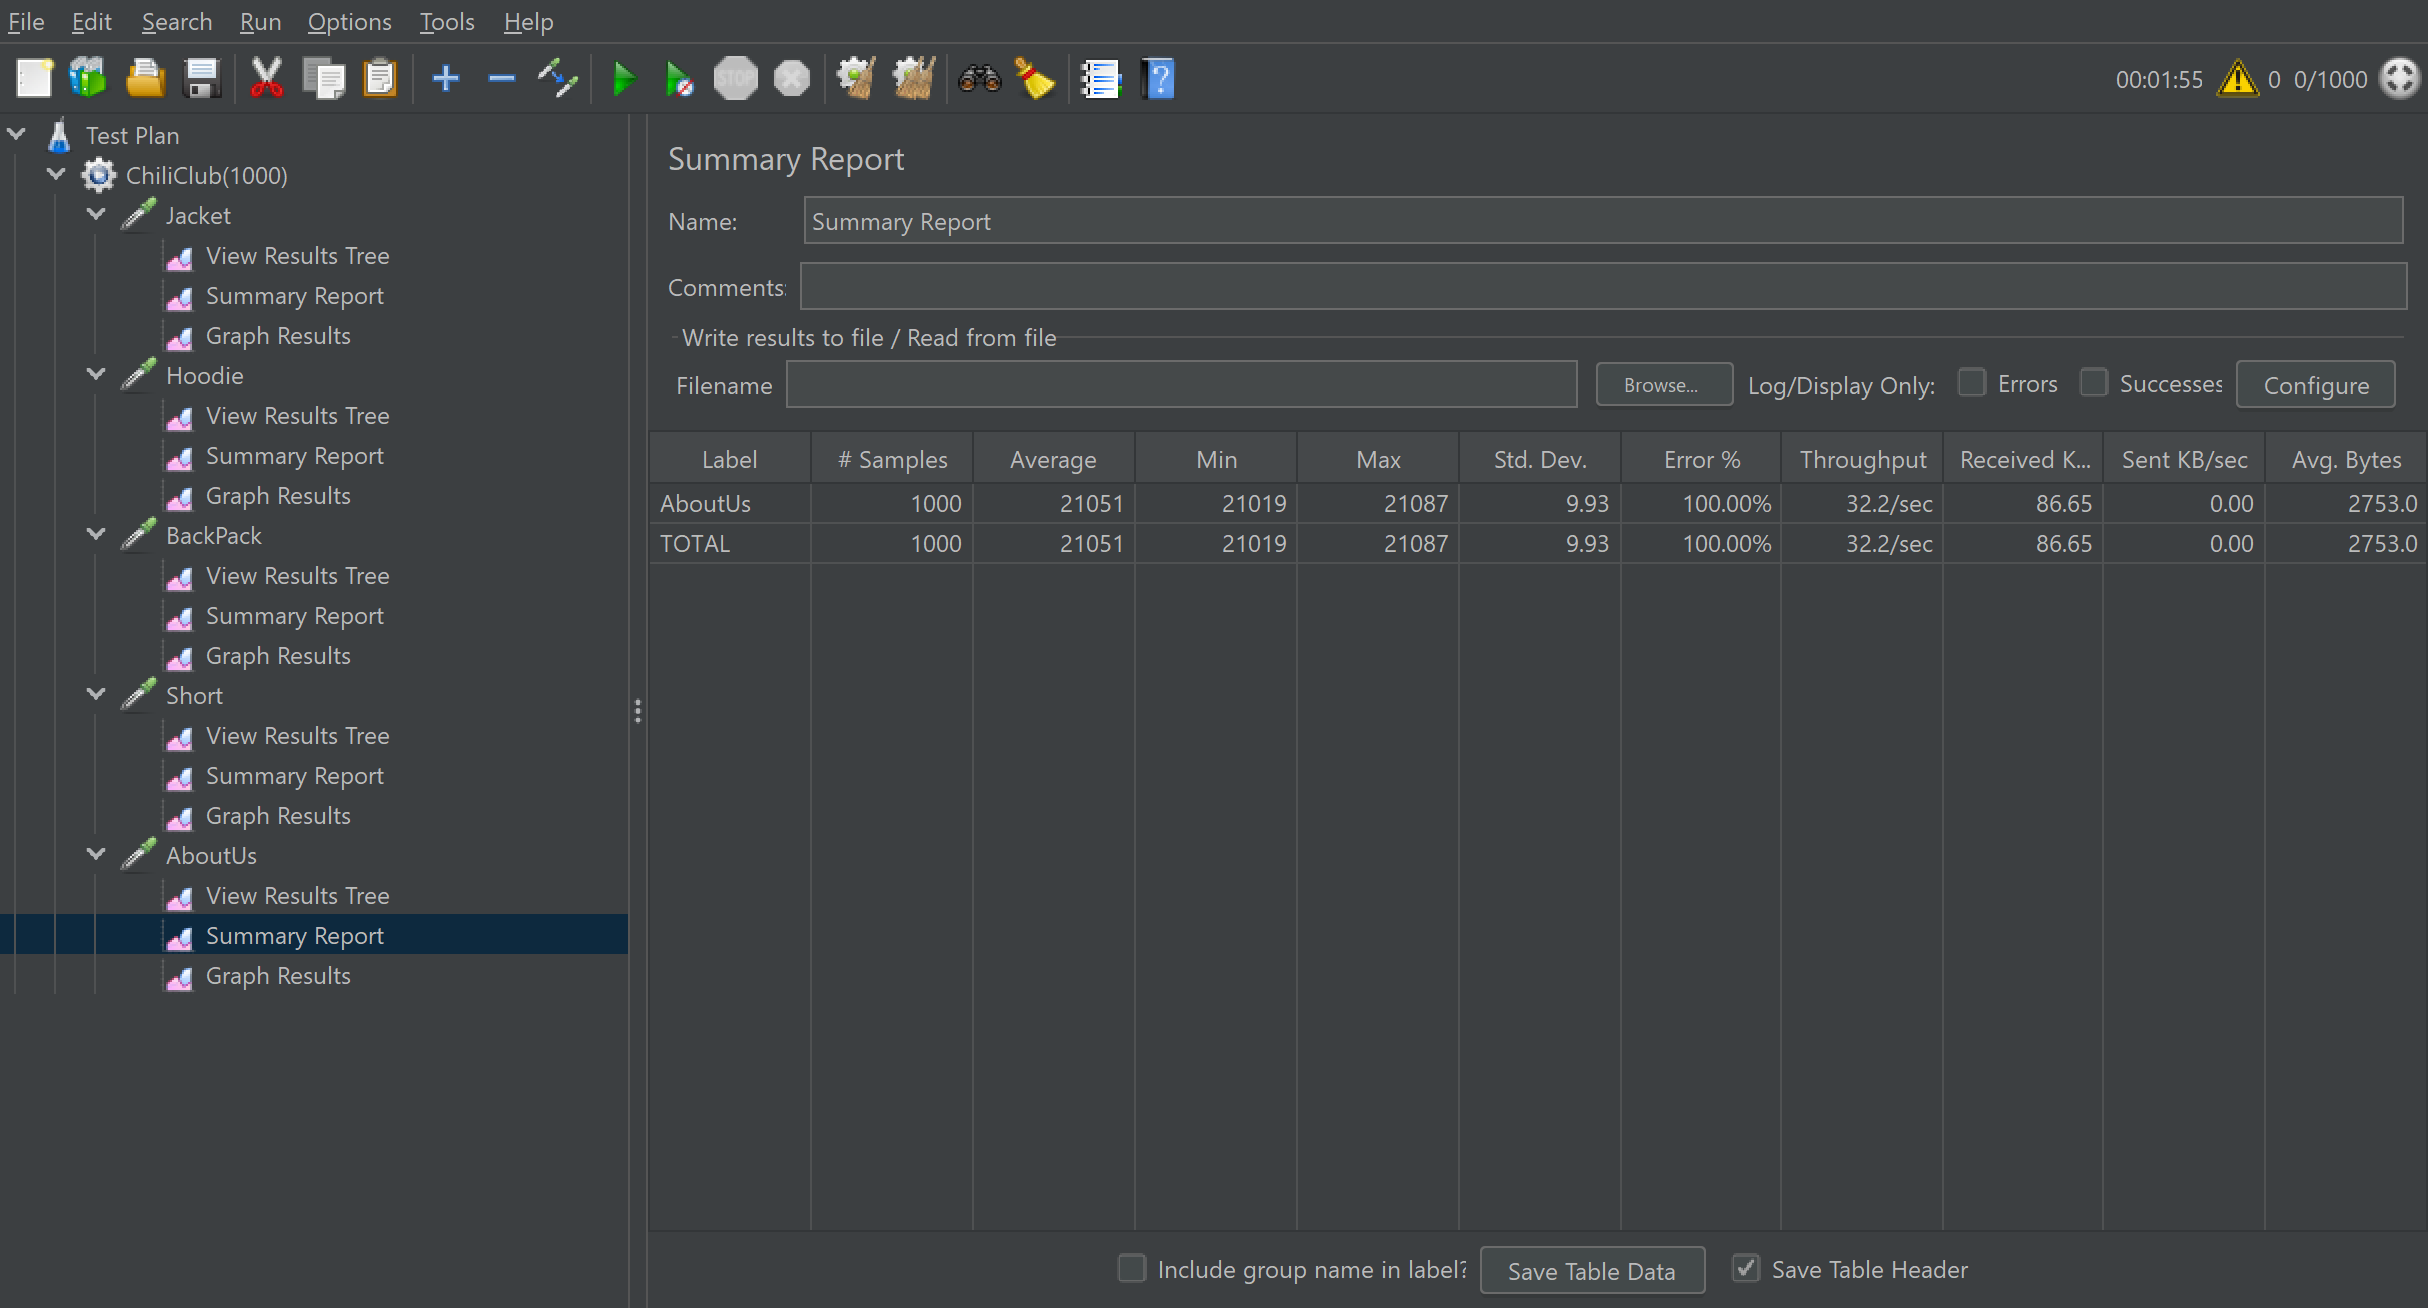 File Edit Search Run Options Tools Help
STOP
00:01:55 0 0/1000
Test Plan
ChiliClub(1000)
Jacket
View Results Tree
Summary Report
Graph Results
Hoodie
View Results Tree
Summary Report
Graph Results
BackPack
View Results Tree
Summary Report
Graph Results
Short
View Results Tree
Summary Report
Graph Results
AboutUs
View Results Tree
Summary Report
Graph Results
Summary Report
Name: Summary Report
Comments:
Write results to file / Read from file
Filename Browse... Log/Display Only: Errors Successes Configure
Label # Samples Average Min Max Std. Dev. Error % Throughput Received K... Sent KB/sec Avg. Bytes
AboutUs 1000 21051 21019 21087 9.93 100.00% 32.2/sec 86.65 0.00 2753.0
TOTAL 1000 21051 21019 21087 9.93 100.00% 32.2/sec 86.65 0.00 2753.0
Include group name in label? Save Table Data Save Table Header